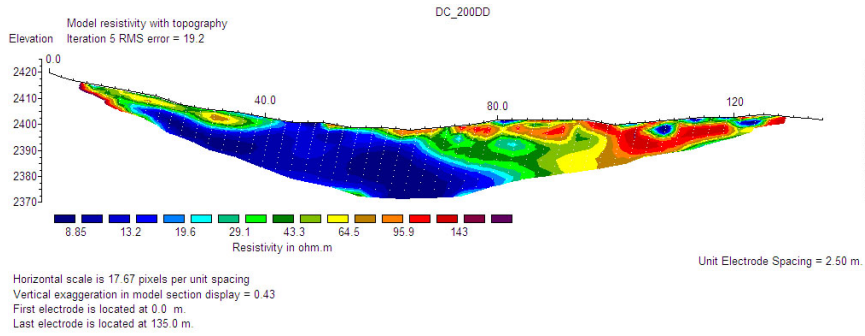 DC_200DD
Model resistivity with topography
Elevation Iteration 5 RMS error = 19.2
0.0
2420
2410
40.0
80.0
120
2400
2390
2380
2370
8.85 13.2 19.6 29.1 43.3 64.5 95.9 143
Resistivity in ohm.m
Unit Electrode Spacing = 2.50 m.
Horizontal scale is 17.67 pixels per unit spacing
Vertical exaggeration in model section display = 0.43
First electrode is located at 0.0 m.
Last electrode is located at 135.0 m.